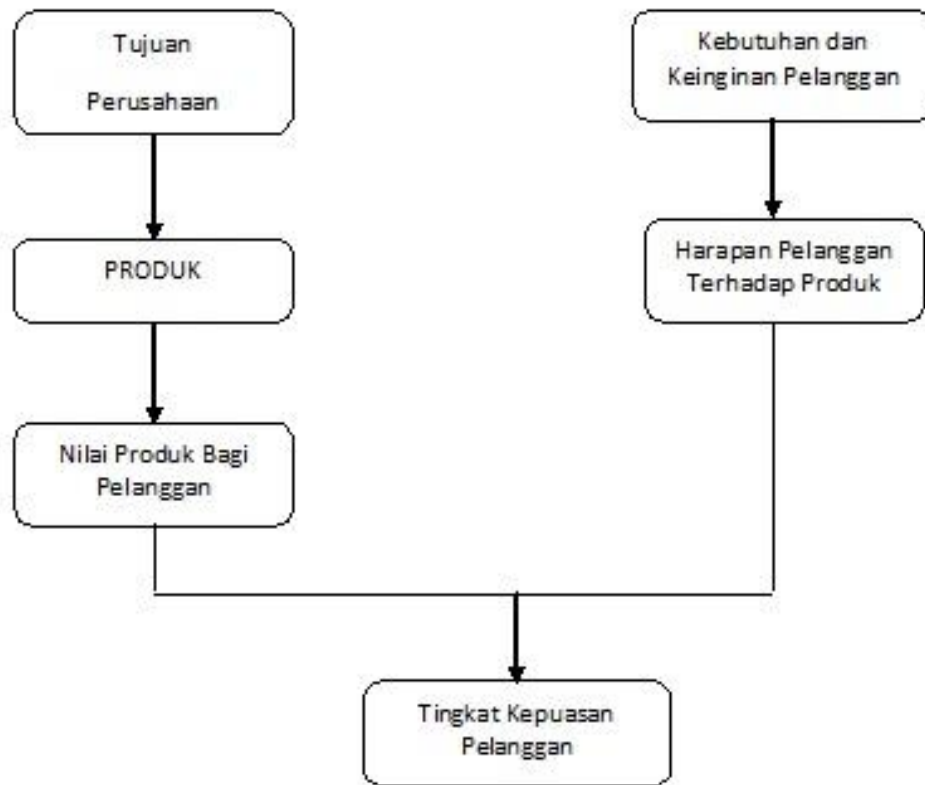 Tujuan
Perusahaan
Kebutuhan dan
Keinginan Pelanggan
PRODUK
Harapan Pelanggan
Terhadap Produk
Nilai Produk Bagi
Pelanggan
Tingkat Kepuasan
Pelanggan